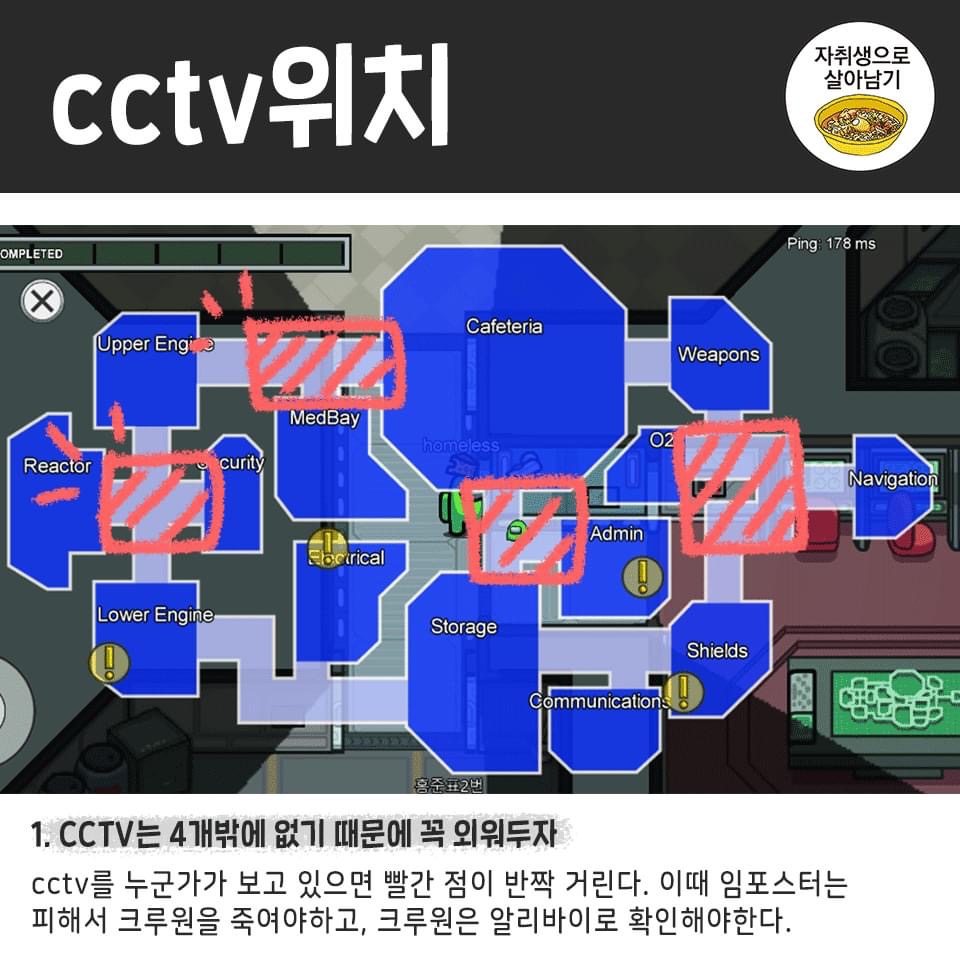 cctv위치
자취생으로
살아남기
OMPLETED
Ping: 178 ms
Cafeteria
Upper Engine
Weapons
MedBay
homeless
O2
Reactor
Security
Navigation
Admin
Electrical
Lower Engine
Storage
Shields
Communications
홍준표2번
1. CCTV는 4개밖에 없기 때문에 꼭 외워두자
cctv를 누군가가 보고 있으면 빨간 점이 반짝 거린다. 이때 임포스터는
피해서 크루원을 죽여야하고, 크루원은 알리바이로 확인해야한다.